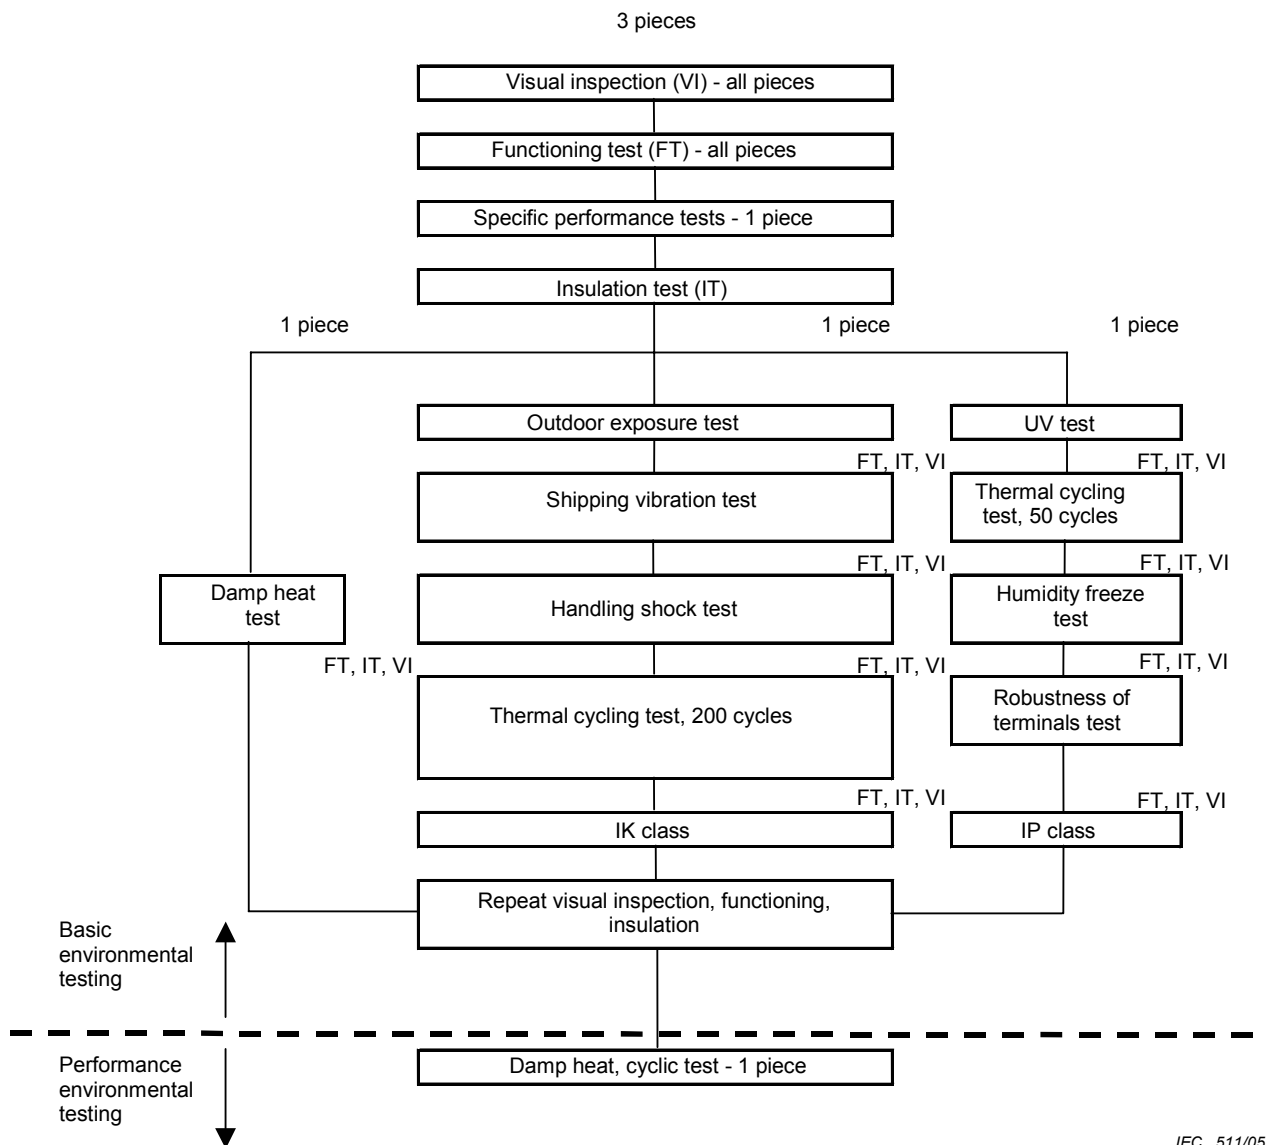 3 pieces
Visual inspection (VI) - all pieces
Functioning test (FT) - all pieces
Specific performance tests - 1 piece
Insulation test (IT)
1 piece
1 piece
1 piece
Outdoor exposure test
UV test
FT, IT, VI
FT, IT, VI
Shipping vibration test
Thermal cycling
test, 50 cycles
FT, IT, VI
FT, IT, VI
Damp heat
test
Handling shock test
Humidity freeze
test
FT, IT, VI
FT, IT, VI
FT, IT, VI
Thermal cycling test, 200 cycles
Robustness of
terminals test
FT, IT, VI
FT, IT, VI
IK class
IP class
Repeat visual inspection, functioning,
insulation
Basic
environmental
testing
Performance
environmental
testing
Damp heat, cyclic test - 1 piece
IEC 511/05